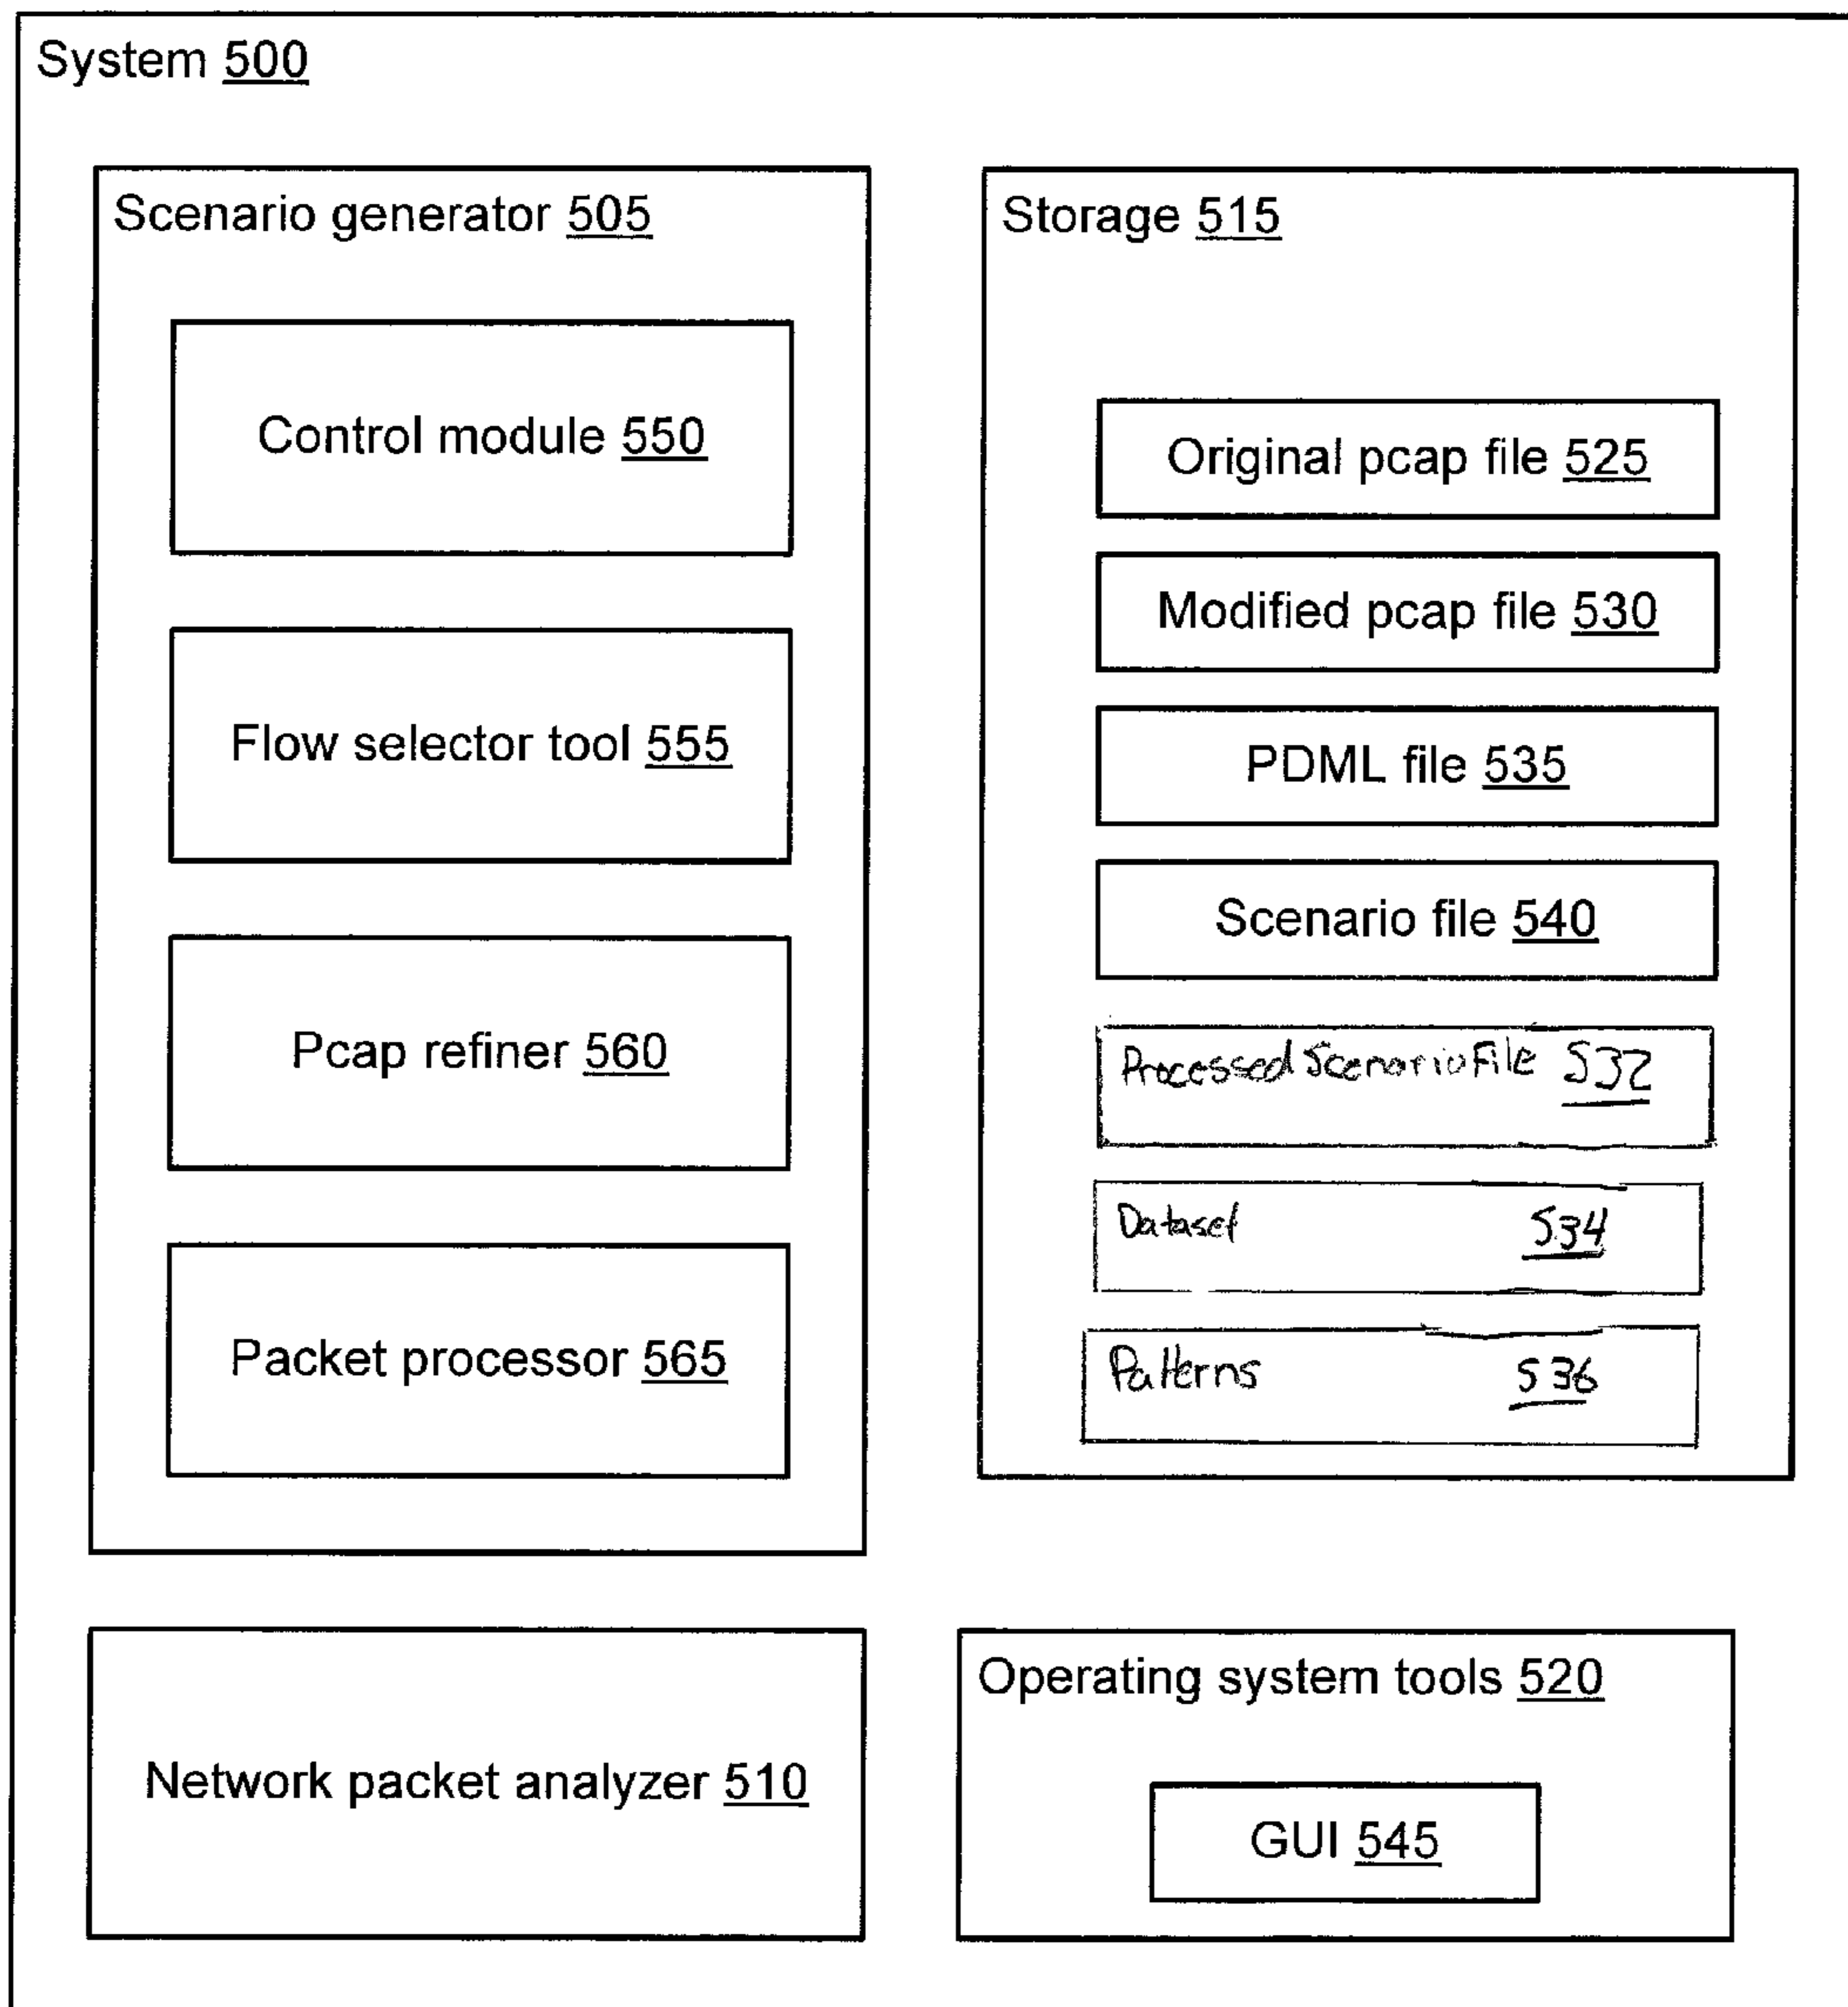 System 500
Scenario generator 505
Control module 550
Flow selector tool 555
Pcap refiner 560
Packet processor 565
Storage 515
Original pcap file 525
Modified pcap file 530
PDML file 535
Scenario file 540
Processed Scenario File 532
Dataset 534
Patterns 536
Network packet analyzer 510
Operating system tools 520
GUI 545